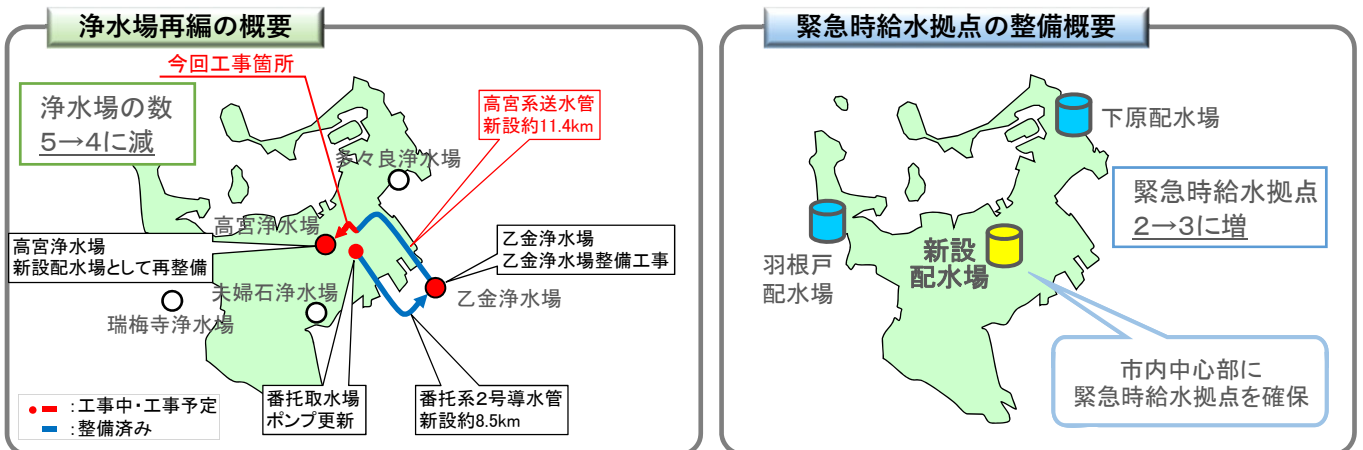 浄水場再編の概要
今回工事箇所
浄水場の数
5→4に減
高宮系送水管
新設約11.4km
多々良浄水場
高宮浄水場
高宮浄水場
新設配水場として再整備
乙金浄水場
乙金浄水場整備工事
夫婦石浄水場
乙金浄水場
瑞梅寺浄水場
番托取水場
ポンプ更新
番托系2号導水管
新設約8.5km
:工事中・工事予定
:整備済み
緊急時給水拠点の整備概要
下原配水場
緊急時給水拠点
2→3に増
羽根戸
配水場
新設
配水場
市内中心部に
緊急時給水拠点を確保